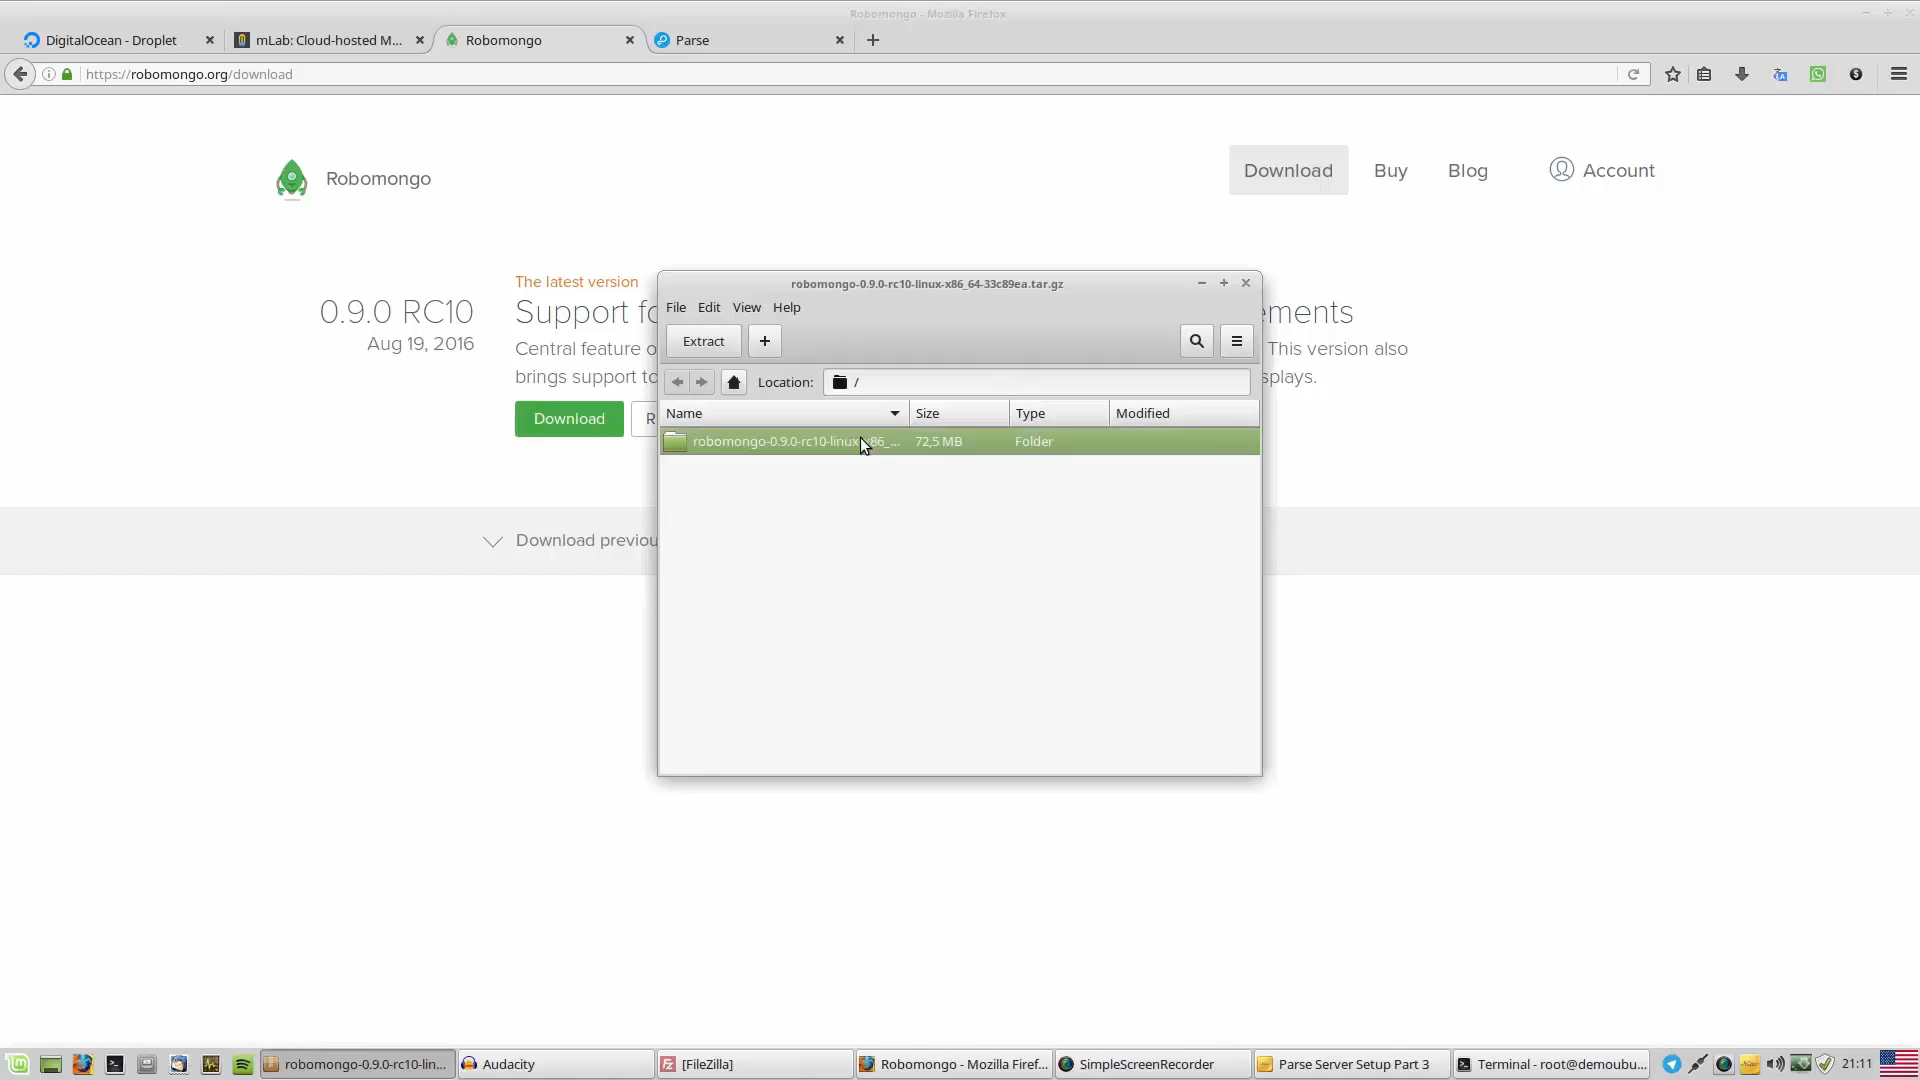 Robomongo - Mozilla Firefox
DigitalOcean - Droplet
mLab: Cloud-hosted M...
Robomongo
Parse
https://robomongo.org/download
Robomongo
Download
Buy
Blog
Account
The latest version
0.9.0 RC10
Support fo
ements
Aug 19, 2016
Central feature o
This version also
brings support to
splays.
Download
R
Download previou
robomongo-0.9.0-rc10-linux-x86_64-33c89ea.tar.gz
File Edit View Help
Extract
Location: /
Name Size Type Modified
robomongo-0.9.0-rc10-linux-x86_... 72,5 MB Folder
robomongo-0.9.0-rc10-lin...
Audacity
[FileZilla]
Robomongo - Mozilla Firef...
SimpleScreenRecorder
Parse Server Setup Part 3
Terminal - root@demoubu...
21:11